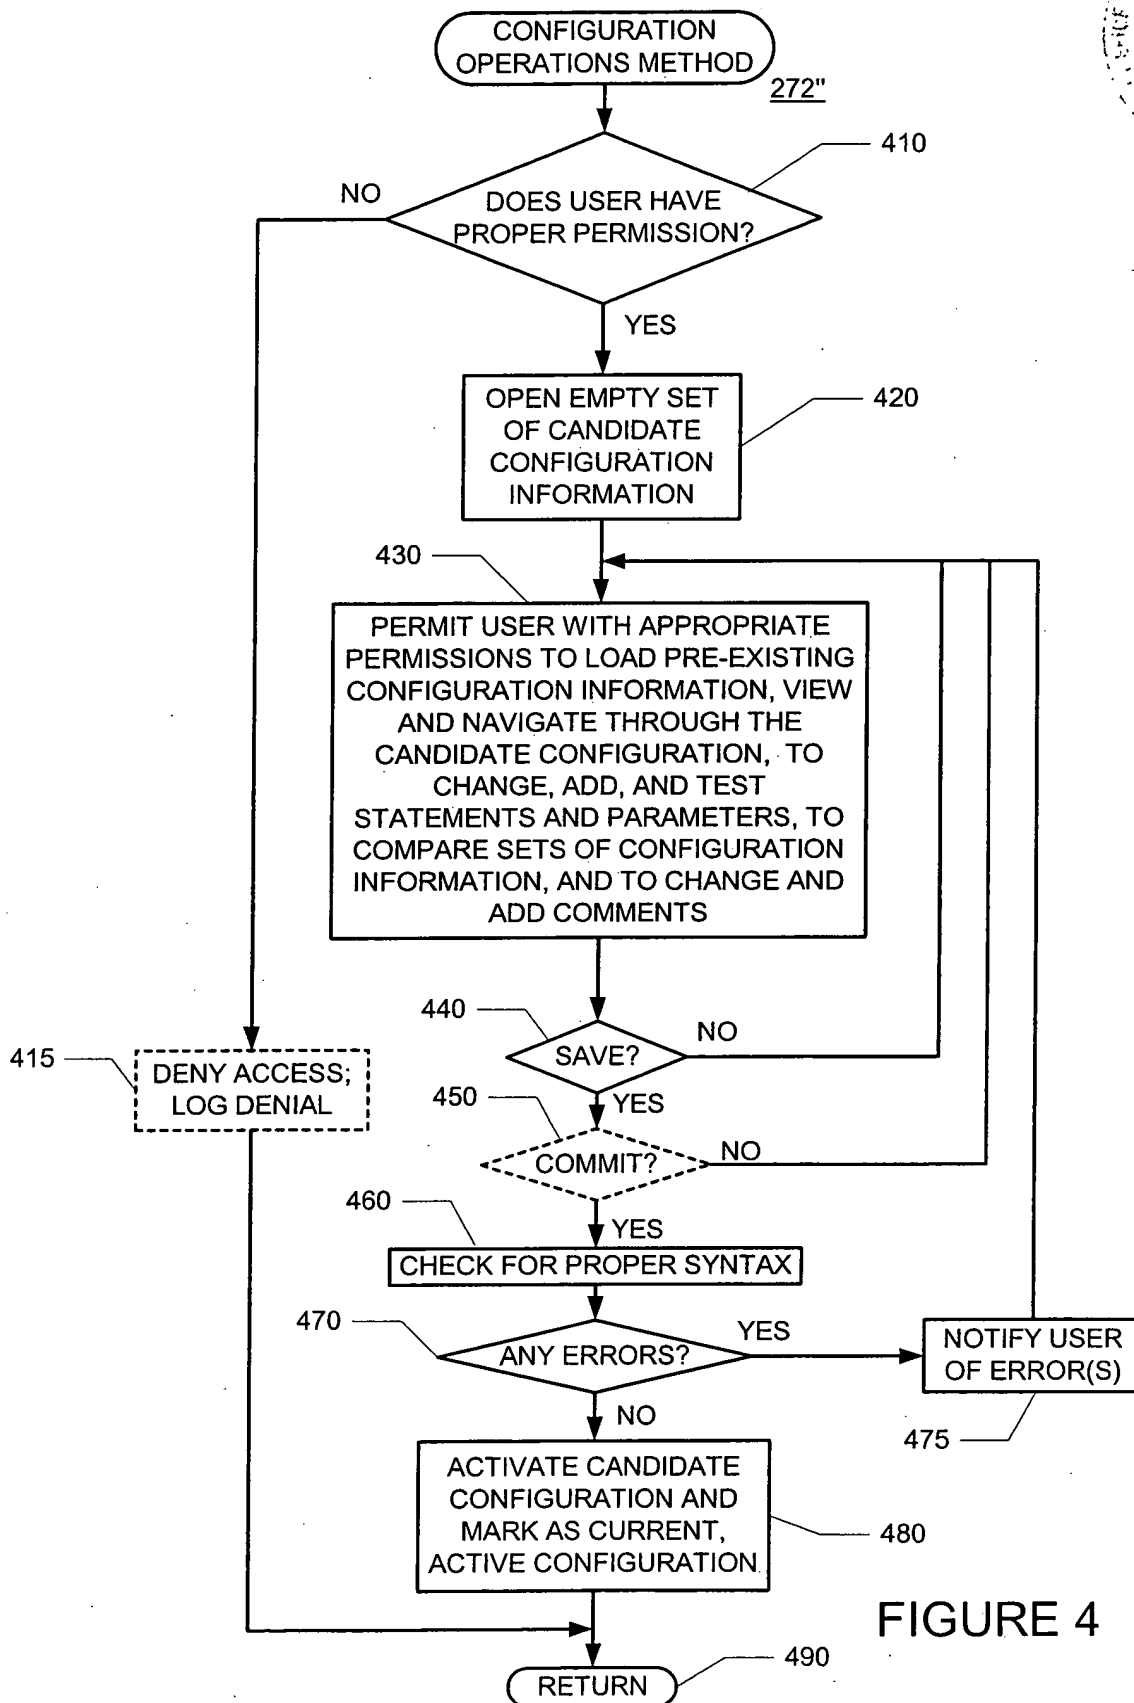 CONFIGURATION
OPERATIONS METHOD
272"
410
NO
DOES USER HAVE
PROPER PERMISSION?
YES
OPEN EMPTY SET
OF CANDIDATE
CONFIGURATION
INFORMATION
420
430
PERMIT USER WITH APPROPRIATE
PERMISSIONS TO LOAD PRE-EXISTING
CONFIGURATION INFORMATION, VIEW
AND NAVIGATE THROUGH THE
CANDIDATE CONFIGURATION, TO
CHANGE, ADD, AND TEST
STATEMENTS AND PARAMETERS, TO
COMPARE SETS OF CONFIGURATION
INFORMATION, AND TO CHANGE AND
ADD COMMENTS
440
SAVE?
NO
415
DENY ACCESS;
LOG DENIAL
450
YES
COMMIT?
NO
460
YES
CHECK FOR PROPER SYNTAX
470
ANY ERRORS?
YES
NOTIFY USER
OF ERROR(S)
475
NO
ACTIVATE CANDIDATE
CONFIGURATION AND
MARK AS CURRENT,
ACTIVE CONFIGURATION
480
FIGURE 4
RETURN
490